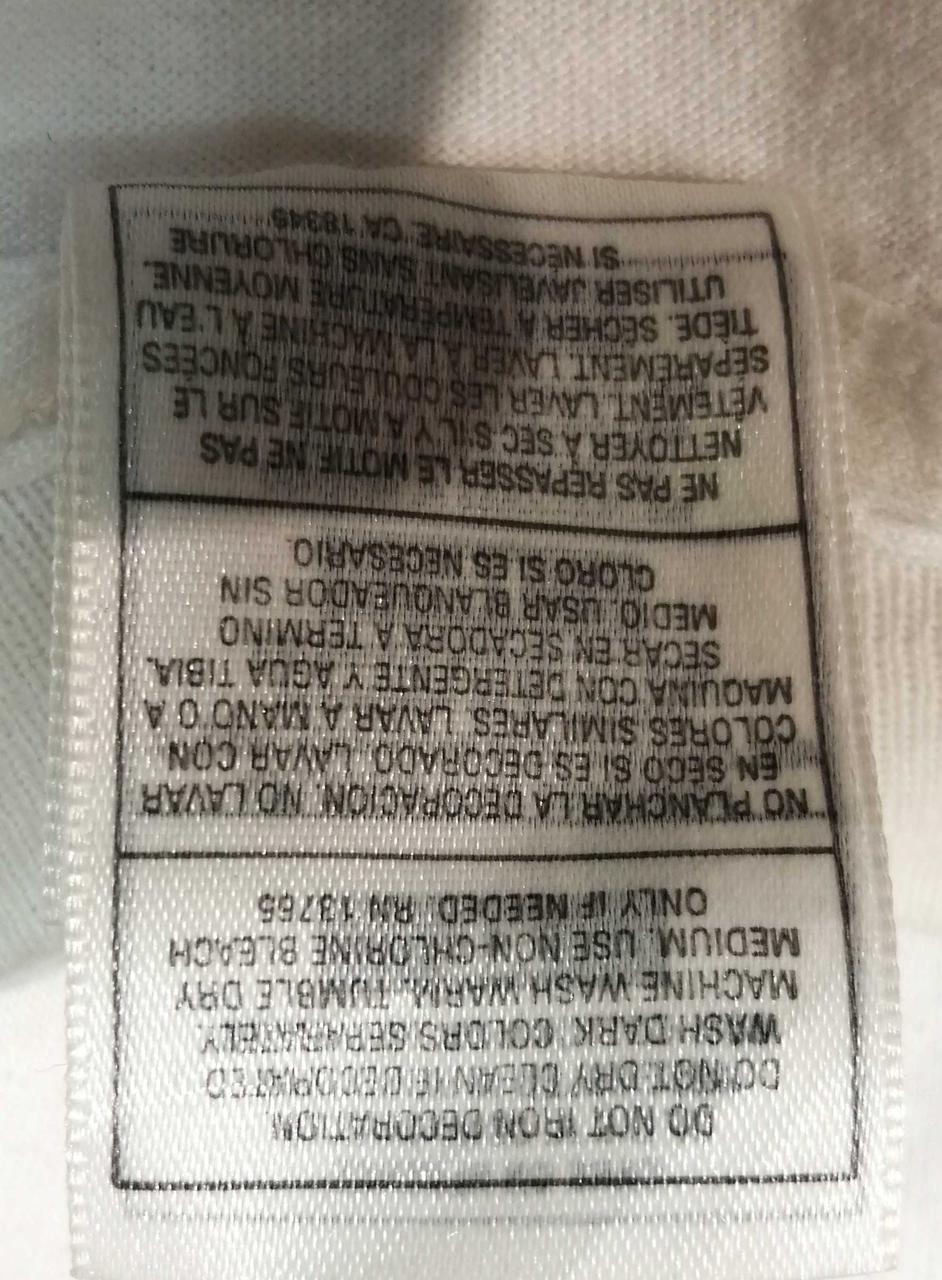 DO NOT IRON DECORATION.
DO NOT DRY CLEAN IF DECORATED
WASH DARK COLORS SEPARATELY.
MACHINE WASH WARM. TUMBLE DRY
MEDIUM. USE NON-CHLORINE BLEACH
ONLY IF NEEDED. RN 13765
NO PLANCHAR LA DECORACION. NO LAVAR
EN SECO SI ES DECORADO. LAVAR CON
COLORES SIMILARES. LAVAR A MANO O A
MAQUINA CON DETERGENTE Y AGUA TIBIA.
SECAR EN SECADORA A TERMINO
MEDIO. USAR BLANQUEADOR SIN
CLORO SI ES NECESARIO.
NE PAS REPASSER LE MOTIF NE PAS
NETTOYER À SEC S'IL Y A MOTIF SUR LE
VÊTEMENT. LAVER LES COULEURS FONCÉES
SÉPARÉMENT. LAVER À LA MACHINE À L'EAU
TIÈDE. SÉCHER À TEMPÉRATURE MOYENNE.
UTILISER JAVELISANT SANS CHLORURE
SI NÉCESSAIRE. CA 18349